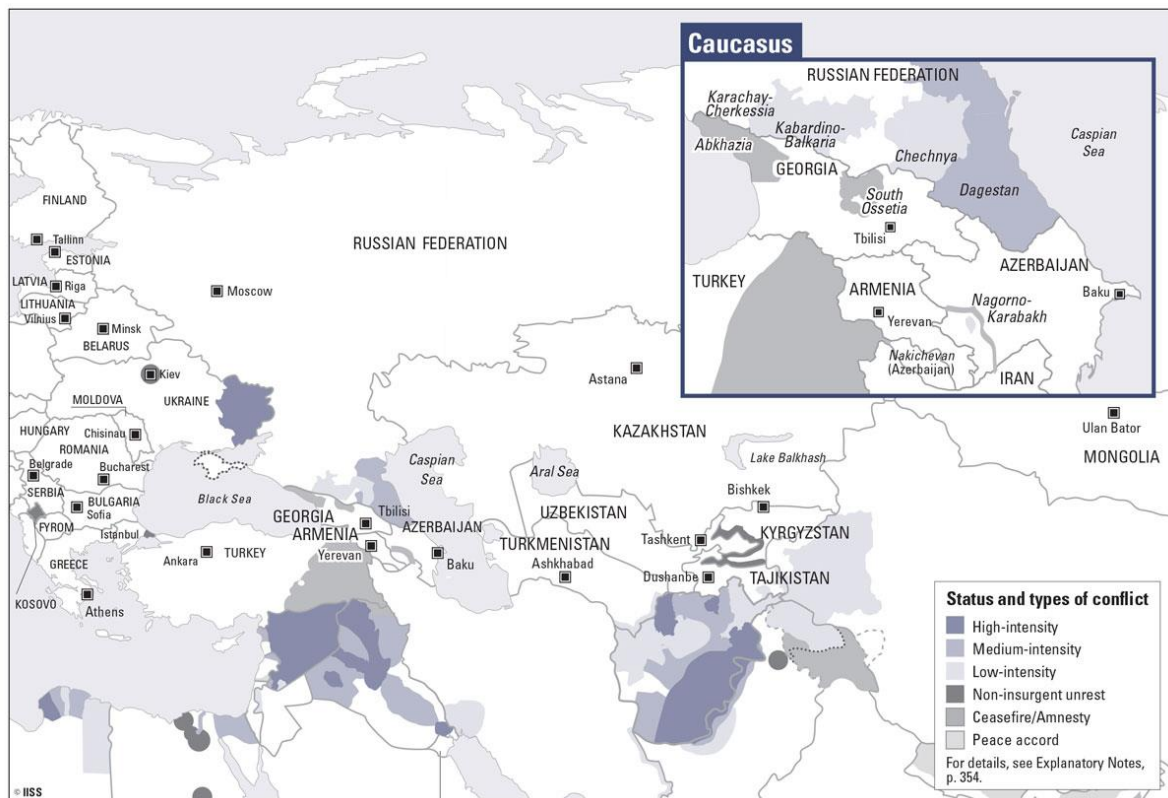 Caucasus
RUSSIAN FEDERATION
Karachay-
Cherkessia
Kabardino-
Balkaria
Abkhazia
Chechnya
Caspian
Sea
GEORGIA
South
Ossetia
Dagestan
Tbilisi
TURKEY
ARMENIA
AZERBAIJAN
Baku
Yerevan
Nagorno-
Karabakh
Nakichevan
(Azerbaijan)
IRAN
FINLAND
Tallinn
ESTONIA
RUSSIAN FEDERATION
LATVIA
Riga
LITHUANIA
Vilnius
Moscow
Minsk
BELARUS
Kiev
UKRAINE
Astana
MOLDOVA
HUNGARY
Chisinau
ROMANIA
KAZAKHSTAN
Ulan Bator
MONGOLIA
Belgrade
Bucharest
Caspian
Sea
Aral Sea
Lake Balkhash
SERBIA
BULGARIA
Sofia
Black Sea
Tbilisi
Bishkek
FYROM
Istanbul
GEORGIA
ARMENIA
AZERBAIJAN
UZBEKISTAN
KYRGYZSTAN
Tashkent
GREECE
Ankara
TURKEY
Yerevan
Baku
TURKMENISTAN
Ashkhabad
Dushanbe
TAJIKISTAN
KOSOVO
Athens
Status and types of conflict
High-intensity
Medium-intensity
Low-intensity
Non-insurgent unrest
Ceasefire/Amnesty
Peace accord
For details, see Explanatory Notes,
p. 354.
© IISS